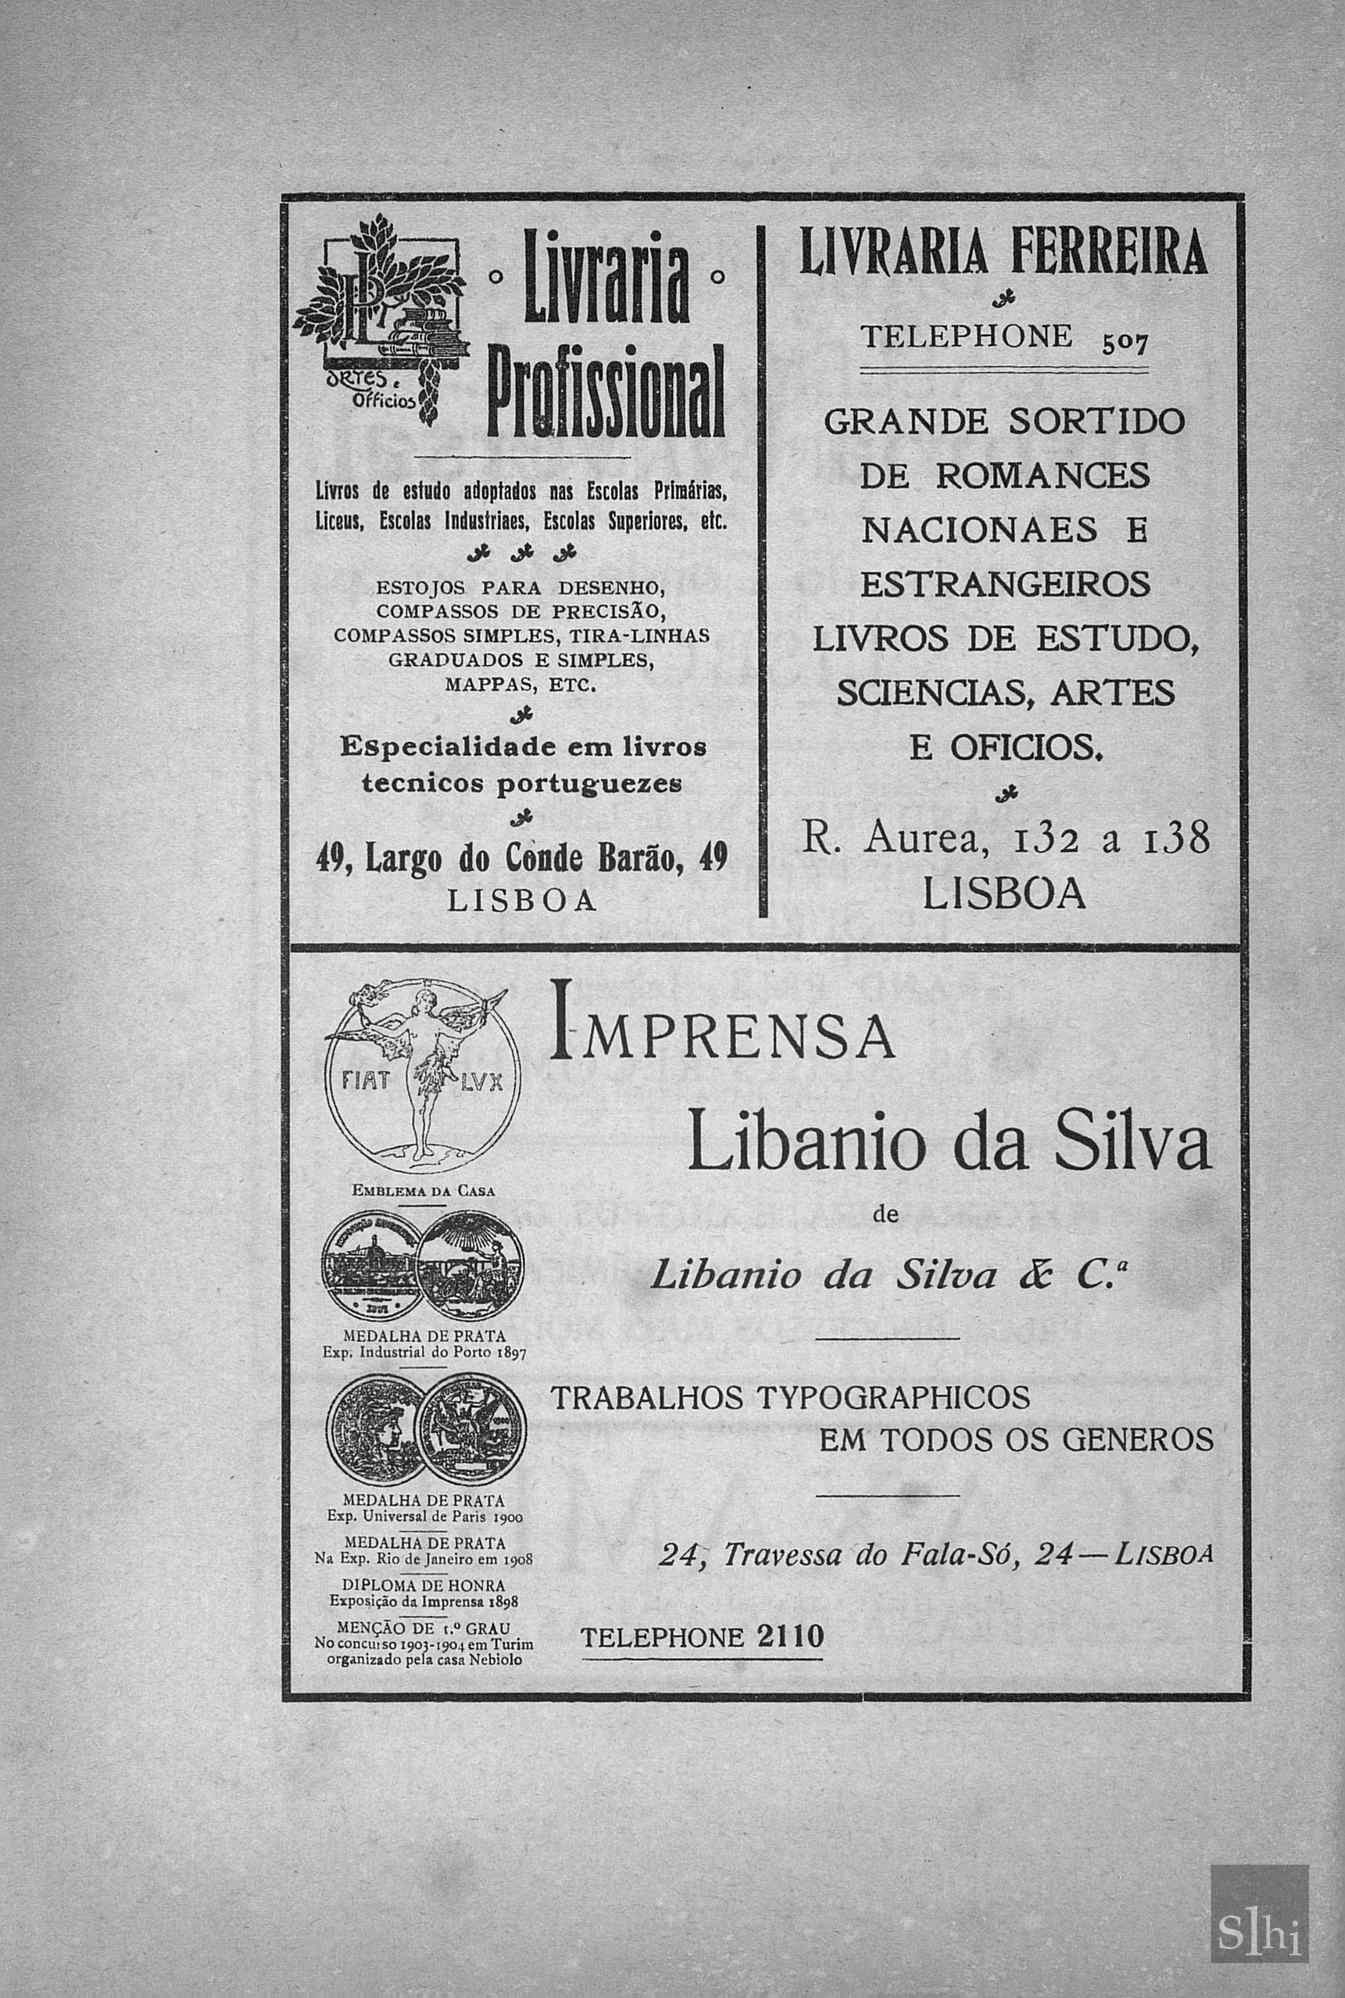 ARTES e
Officios
Livraria
Profissional
Livros de estudo adoptados nas Escolas Primárias,
Liceus, Escolas Industriaes, Escolas Superiores, etc.
ESTOJOS PARA DESENHO,
COMPASSOS DE PRECISÃO,
COMPASSOS SIMPLES, TIRA-LINHAS
GRADUADOS E SIMPLES,
MAPPAS, ETC.
Especialidade em livros
tecnicos portuguezes
49, Largo do Conde Barão, 49
LISBOA
LIVRARIA FERREIRA
TELEPHONE 507
GRANDE SORTIDO
DE ROMANCES
NACIONAES E
ESTRANGEIROS
LIVROS DE ESTUDO,
SCIENCIAS, ARTES
E OFICIOS.
R. Aurea, 132 a 138
LISBOA
FIAT LVX
EMBLEMA DA CASA
MEDALHA DE PRATA
Exp. Industrial do Porto 1897
MEDALHA DE PRATA
Exp. Universal de Paris 1900
MEDALHA DE PRATA
Na Exp. Rio de Janeiro em 1908
DIPLOMA DE HONRA
Exposição da Imprensa 1898
MENÇÃO DE 1.º GRAU
No concurso 1903-1904 em Turim
organizado pela casa Nebiolo
IMPRENSA
Libanio da Silva
de
Libanio da Silva & C.ª
TRABALHOS TYPOGRAPHICOS
EM TODOS OS GENEROS
24, Travessa do Fala-Só, 24—LISBOA
TELEPHONE 2110
Slhi